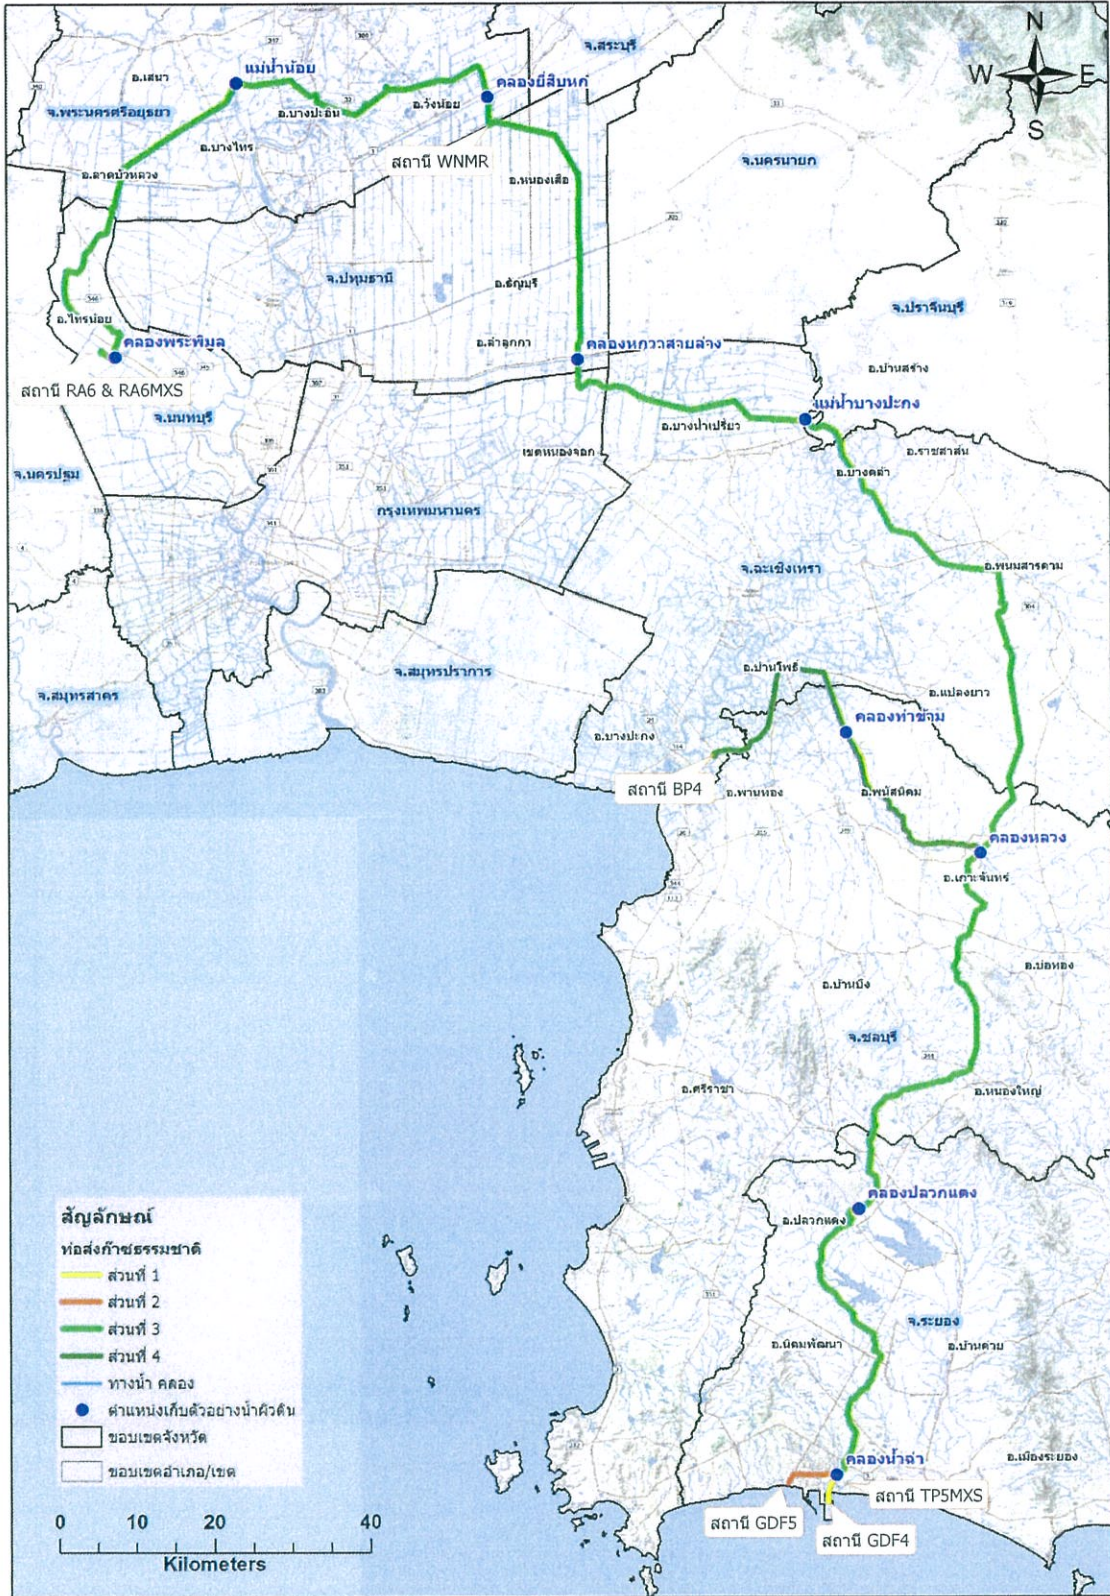 N
W E
S
จ.สระบุรี
แม่น้ำน้อย
อ.เสนา
คลองยี่สิบหก
อ.วังน้อย
จ.พระนครศรีอยุธยา
อ.บางปะอิน
อ.บางไทร
สถานี WNMR
จ.นครนายก
อ.ลาดบัวหลวง
อ.หนองเสือ
จ.ปทุมธานี
อ.ธัญบุรี
จ.ปราจีนบุรี
อ.ไทรน้อย
คลองพระพิมล
อ.ลำลูกกา
คลองหกวาสายล่าง
อ.บ้านสร้าง
สถานี RA6 & RA6MXS
แม่น้ำบางปะกง
จ.นนทบุรี
อ.บางน้ำเปรี้ยว
เขตหนองจอก
อ.ราชสาส์น
จ.นครปฐม
อ.บางคล้า
กรุงเทพมหานคร
จ.ฉะเชิงเทรา
อ.พนมสารคาม
อ.บ้านโพธิ์
จ.สมุทรปราการ
จ.สมุทรสาคร
อ.แปลงยาว
คลองท่าข้าม
อ.บางปะกง
สถานี BP4
อ.พานทอง
อ.พนัสนิคม
คลองหลวง
อ.เกาะจันทร์
อ.บ่อทอง
อ.บ้านบึง
จ.ชลบุรี
อ.ศรีราชา
อ.หนองใหญ่
คลองปลวกแดง
อ.ปลวกแดง
จ.ระยอง
อ.นิคมพัฒนา
อ.บ้านค่าย
คลองน้ำดำ
อ.เมืองระยอง
สถานี TP5MXS
สถานี GDF5
สถานี GDF4
สัญลักษณ์
ท่อส่งก๊าซธรรมชาติ
ส่วนที่ 1
ส่วนที่ 2
ส่วนที่ 3
ส่วนที่ 4
ทางน้ำ คลอง
ตำแหน่งเก็บตัวอย่างน้ำผิวดิน
ขอบเขตจังหวัด
ขอบเขตอำเภอ/เขต
0 10 20 40
Kilometers